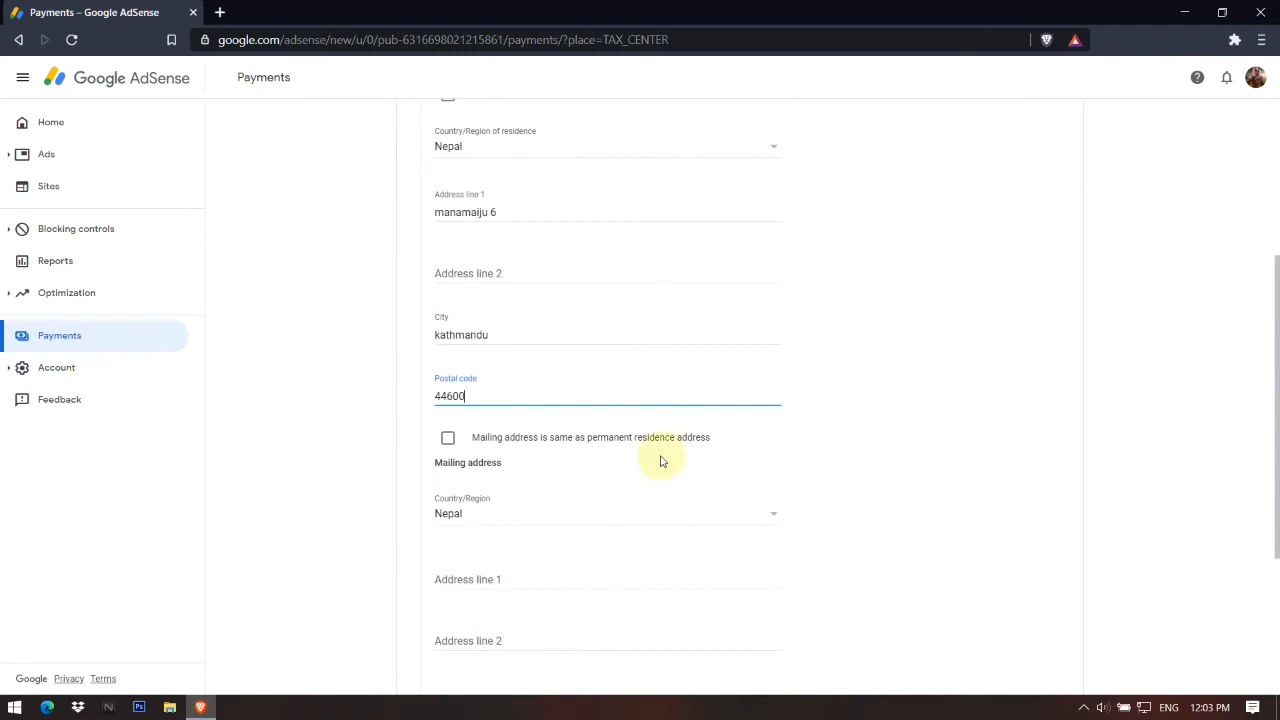 Payments – Google AdSense
google.com/adsense/new/u/0/pub-6316698021215861/payments/?place=TAX_CENTER
Google AdSense
Payments
Home
Ads
Sites
Blocking controls
Reports
Optimization
Payments
Account
Feedback
Country/Region of residence
Nepal
Address line 1
manamaiju 6
Address line 2
City
kathmandu
Postal code
44600
Mailing address is same as permanent residence address
Mailing address
Country/Region
Nepal
Address line 1
Address line 2
Google Privacy Terms
Ps
ENG 12:03 PM